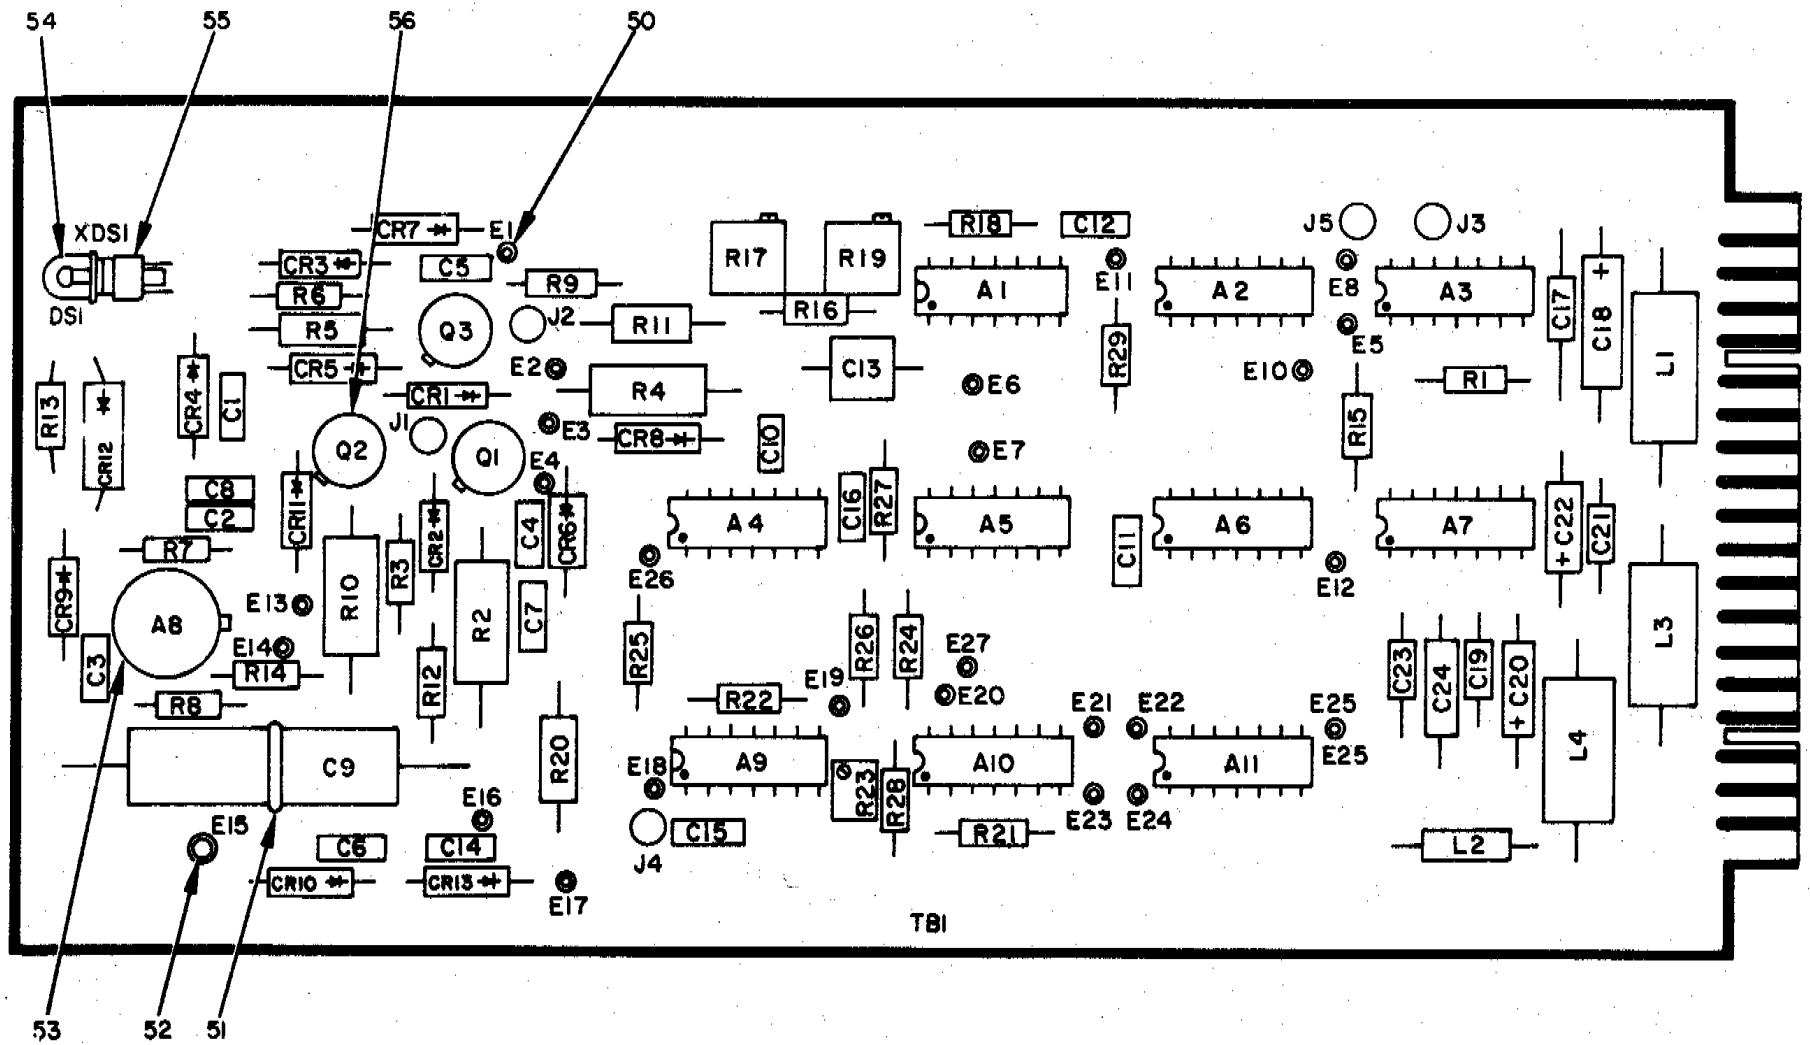 54 55 56 50
XDS1
DS1
CR7 E1
CR3 C5
R6 R9
R5 Q3 J2 R11
CR5 E2
CR1 R4
R13 CR12 CR4 C1
Q2 J1 Q1 E3 CR8
E4
C8
C2
R7
CR11 CR2 C4 CR6
CR9 A8 R10 R3 R2 C7
E13
E14
C3 R14 R12
R8
C9 R20
E15 E16
C6 C14
CR10 CR13 E17
R17 R19 R18 C12
R16 A1 E11 A2 E8 A3
J5 J3
E5
C17 C18 + L1
C13 E6 R29 E10 R15 R1
C10 E7
A4 C16 R27 A5 C11 A6 A7 + C22 C21
E26 E12
R25 R26 R24 E27 C23 C24 C19 + C20 L3
R22 E19 E20
E21 E22 E25
E25
E18 A9 R23 R28 A10 A11 L4
E23 E24
J4 C15 R21 L2
TB1
53 52 51